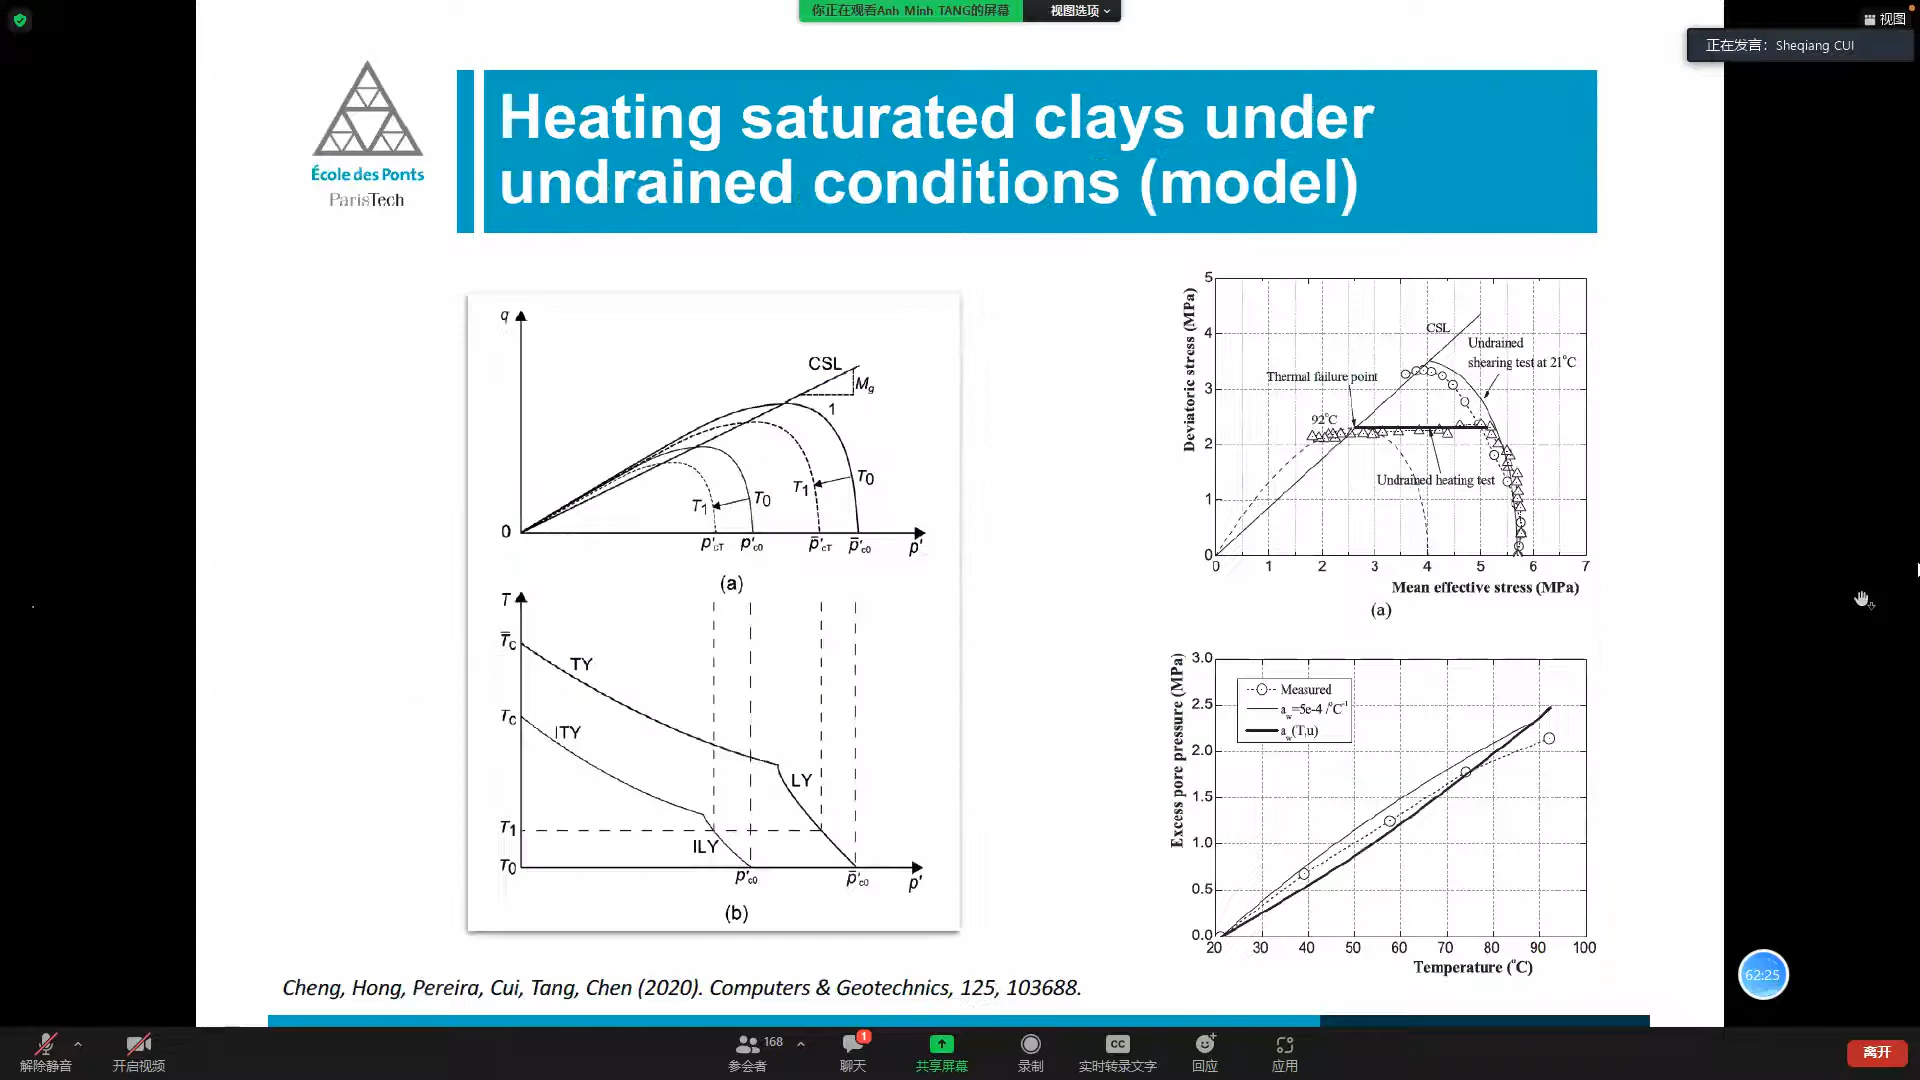 你正在观看Anh Minh TANG的屏幕
视图选项
视图
正在发言: Sheqiang CUI
École des Ponts
ParisTech
Heating saturated clays under
undrained conditions (model)
q
CSL
Mg
1
T1
T0
T1
T0
0
p'cT
p'c0
p̄'cT
p̄'c0
p'
(a)
T
T̄c
TY
Tc
ITY
LY
T1
ILY
T0
p'c0
p̄'c0
p'
(b)
Deviatoric stress (MPa)
5
4
3
2
1
0
CSL
Undrained
shearing test at 21°C
Thermal failure point
92°C
Undrained heating test
0 1 2 3 4 5 6 7
Mean effective stress (MPa)
(a)
Excess pore pressure (MPa)
3.0
2.5
2.0
1.5
1.0
0.5
0.0
Measured
aw=5e-4 /°C-1
aw(T,u)
20 30 40 50 60 70 80 90 100
Temperature (°C)
Cheng, Hong, Pereira, Cui, Tang, Chen (2020). Computers & Geotechnics, 125, 103688.
62:25
解除静音
开启视频
168
参会者
1
聊天
共享屏幕
录制
CC
实时转录文字
回应
应用
离开